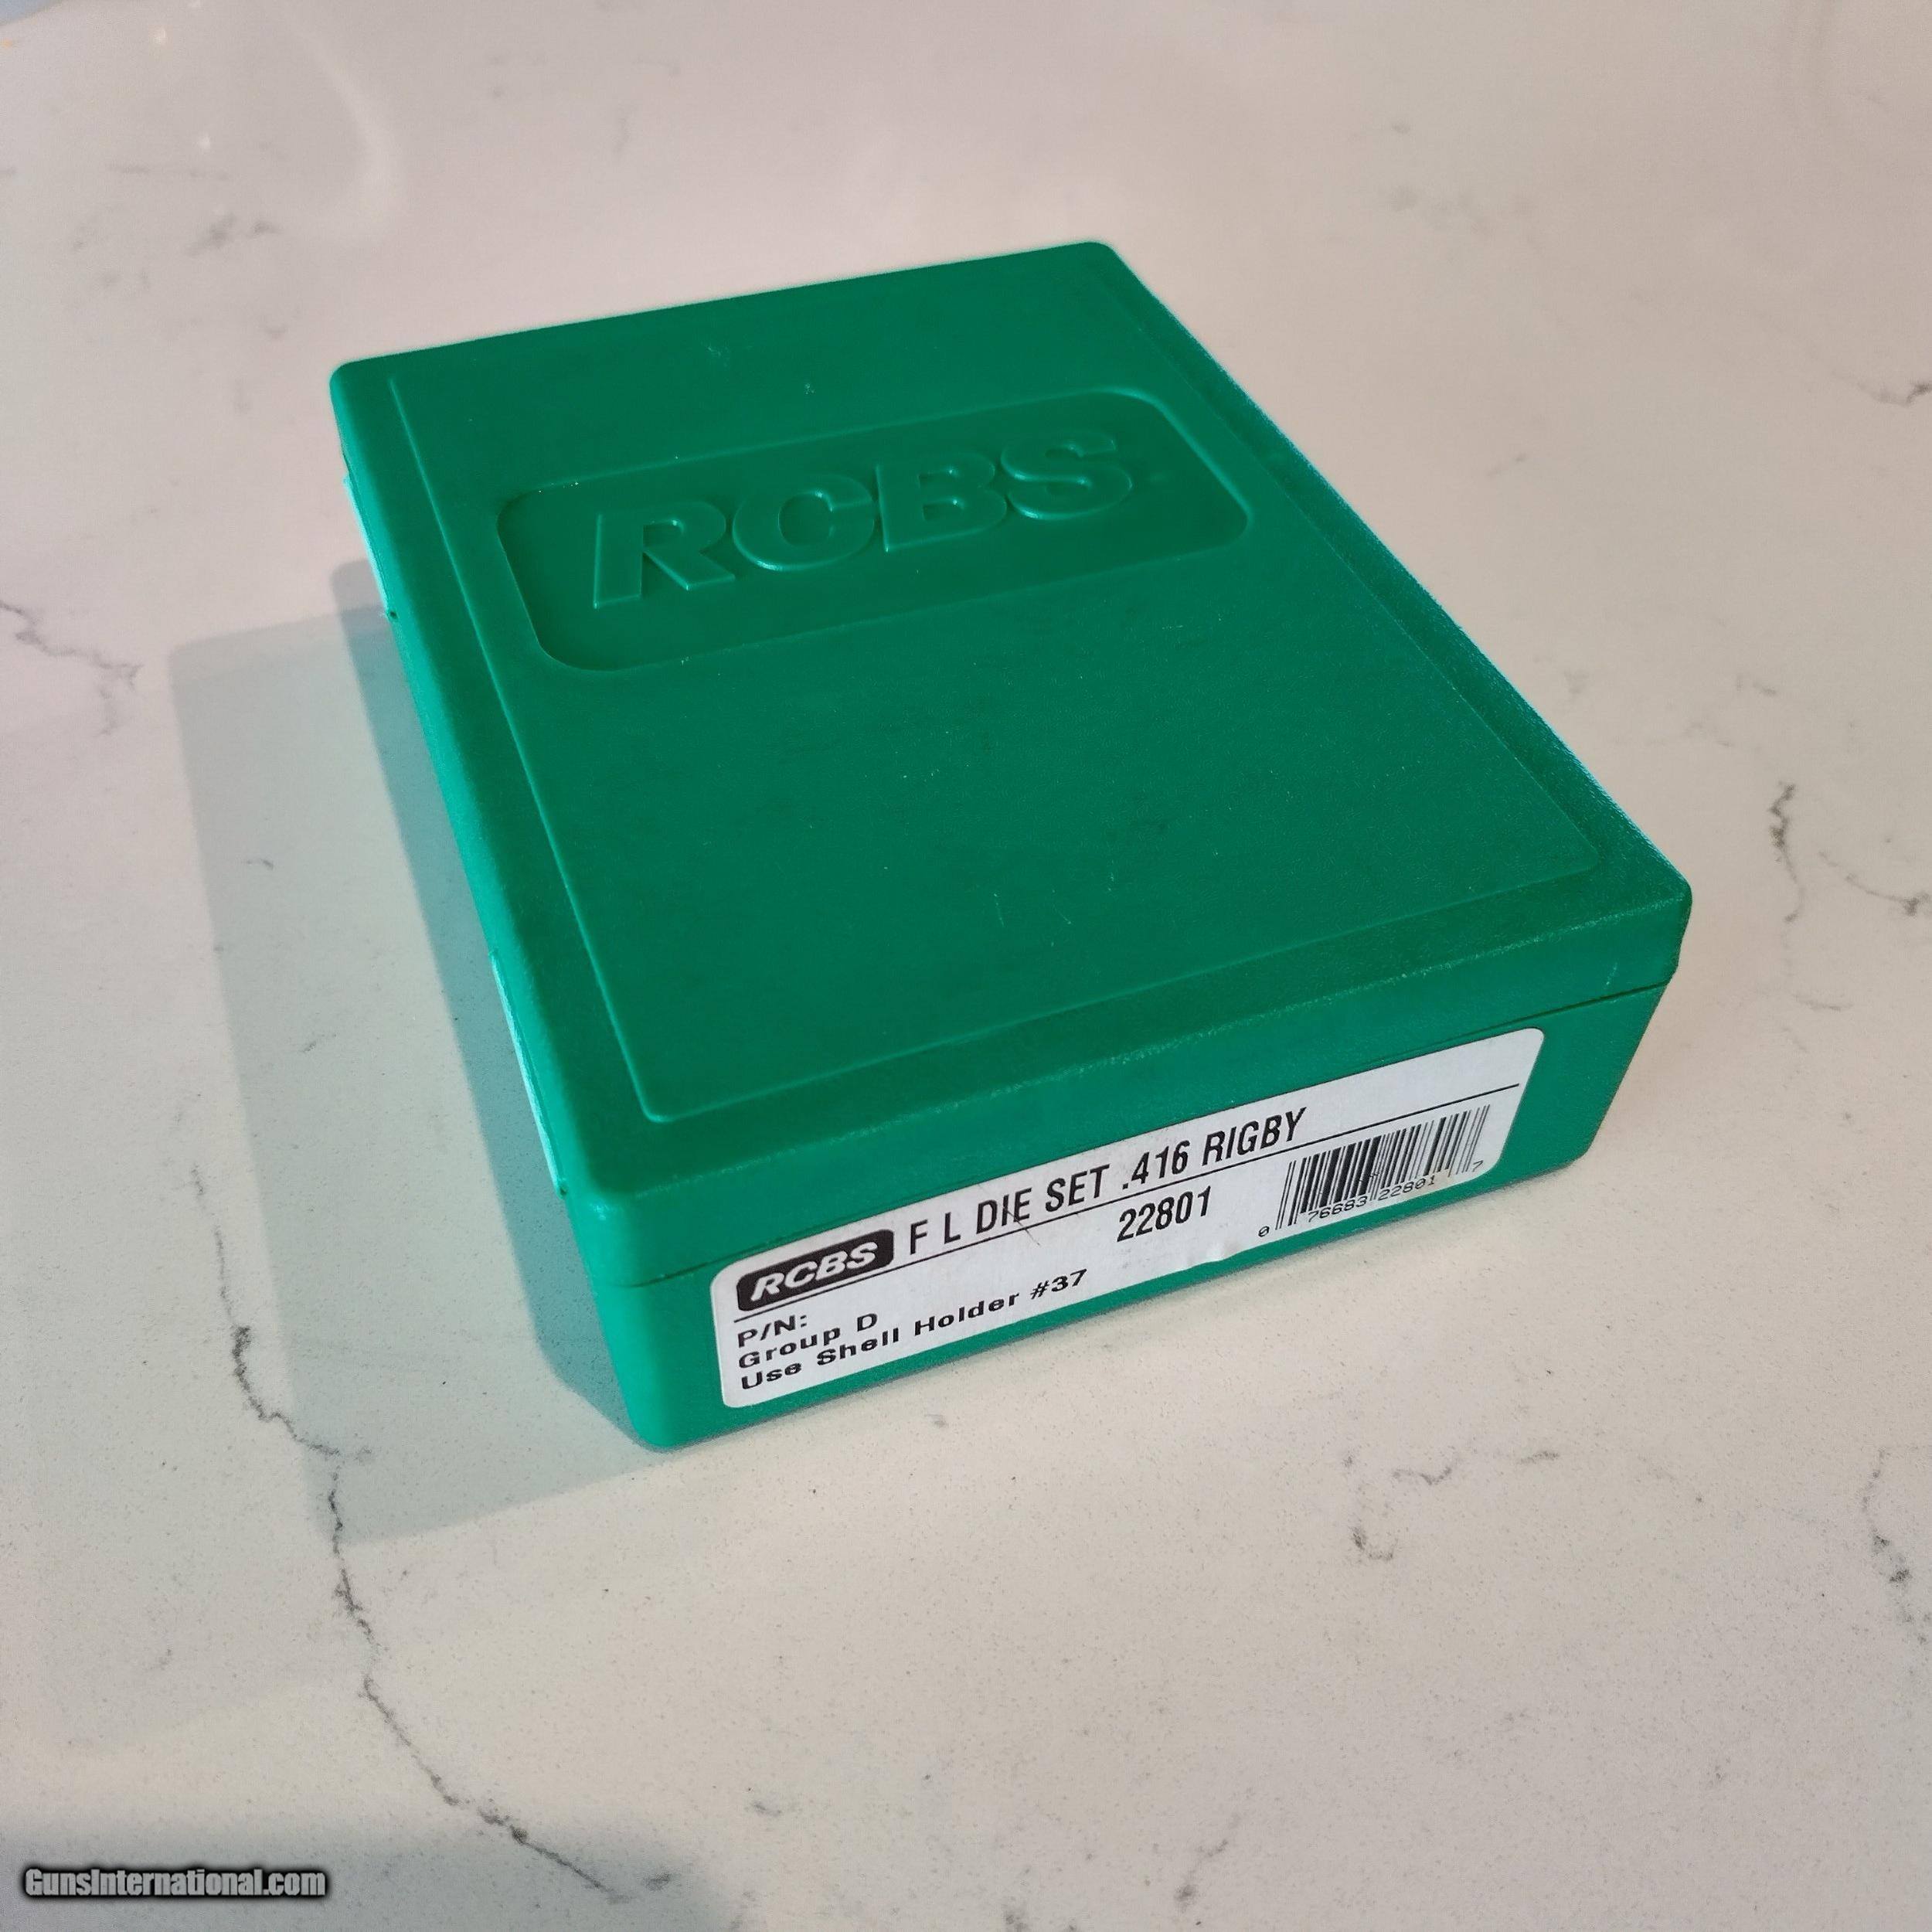 RCBS
RCBS F L DIE SET .416 RIGBY
22801
P/N:
Group D
Use Shell Holder #37
0 76683 22801 7
GunsInternational.com